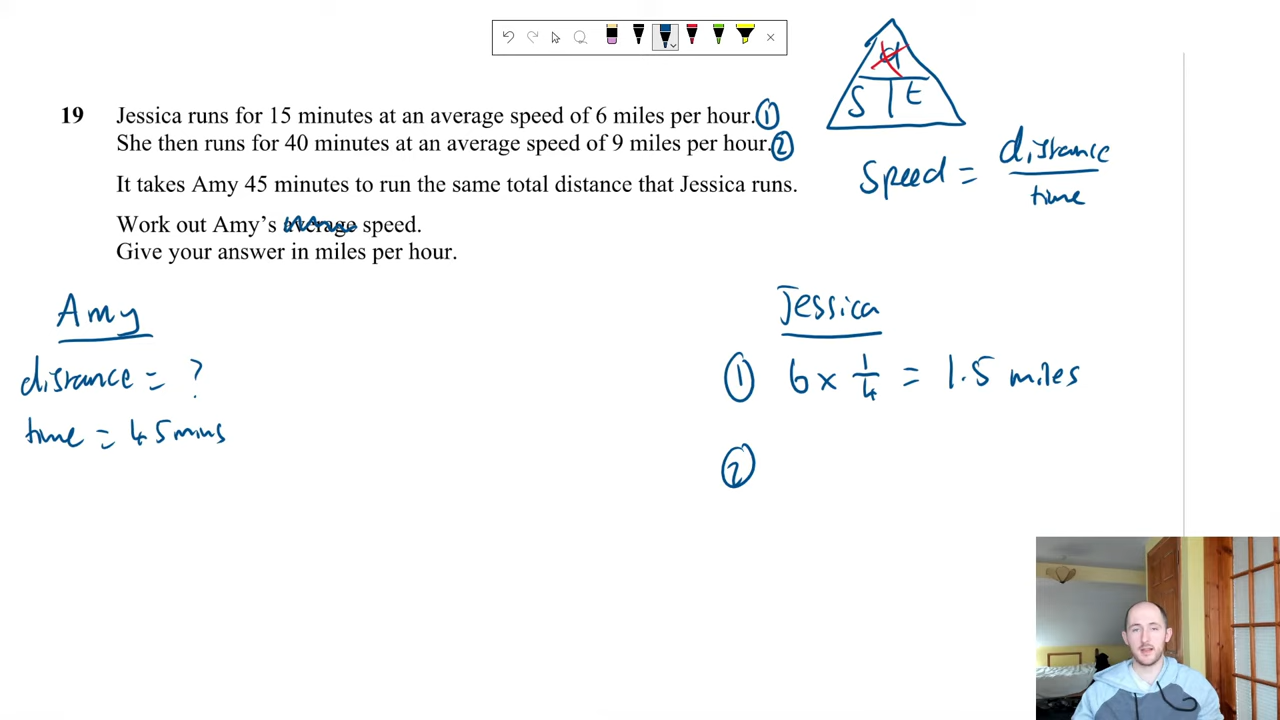 19 Jessica runs for 15 minutes at an average speed of 6 miles per hour. ①
She then runs for 40 minutes at an average speed of 9 miles per hour. ②
It takes Amy 45 minutes to run the same total distance that Jessica runs.
Work out Amy's average speed.
Give your answer in miles per hour.
d
S t
Speed = distance / time
Amy
distance = ?
time = 45 mins
Jessica
① 6 × 1/4 = 1.5 miles
②